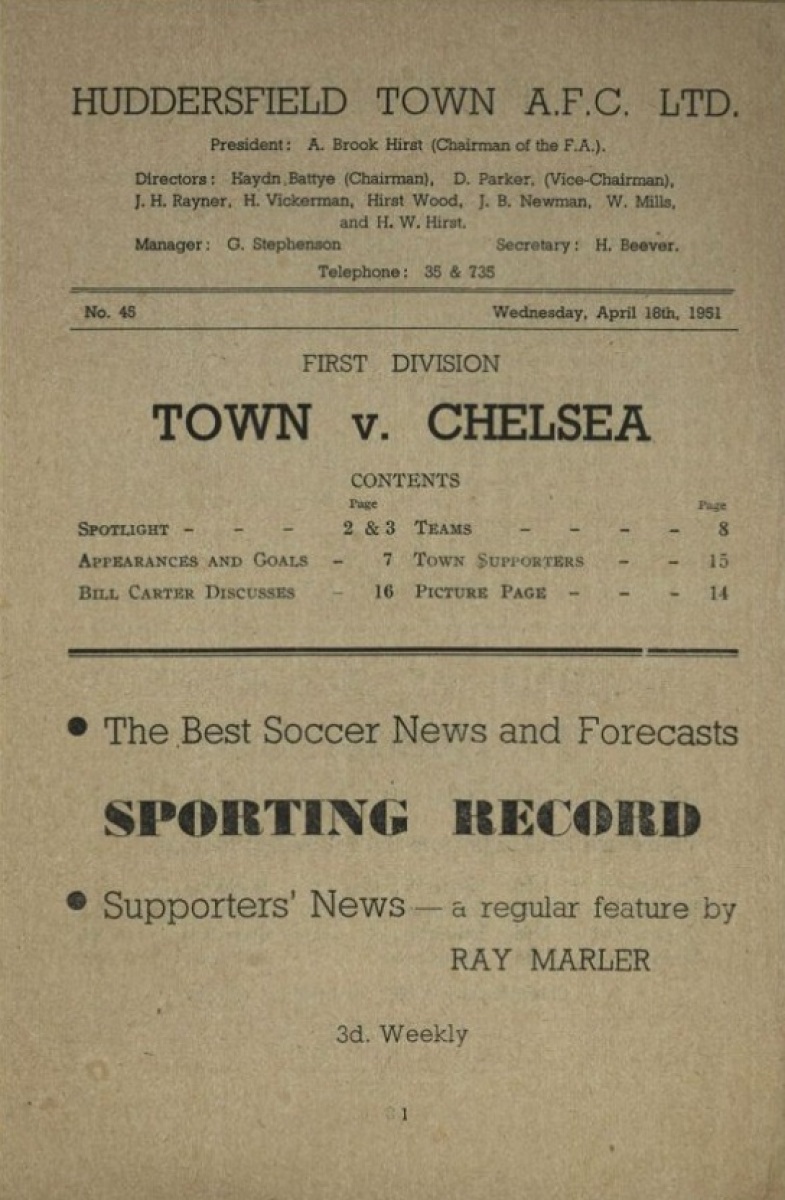 HUDDERSFIELD TOWN A.F.C. LTD.
President: A. Brook Hirst (Chairman of the F.A.).
Directors: Haydn Battye (Chairman), D. Parker, (Vice-Chairman),
J. H. Rayner, H. Vickerman, Hirst Wood, J. B. Newman, W. Mills,
and H. W. Hirst.
Manager: G. Stephenson Secretary: H. Beever.
Telephone: 35 & 735
No. 45 Wednesday, April 18th, 1951
FIRST DIVISION
TOWN v. CHELSEA
CONTENTS
Page Page
SPOTLIGHT - - - 2 & 3 TEAMS - - - - 8
APPEARANCES AND GOALS - 7 TOWN SUPPORTERS - - 15
BILL CARTER DISCUSSES - 16 PICTURE PAGE - - - 14
• The Best Soccer News and Forecasts
SPORTING RECORD
• Supporters' News — a regular feature by
RAY MARLER
3d. Weekly
1